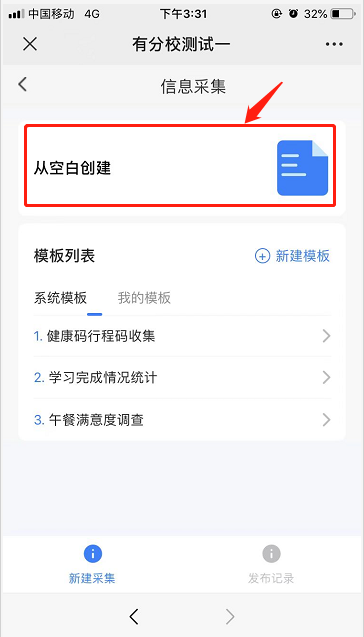 中国移动 4G 下午3:31 32%
有分校测试一
信息采集
从空白创建
模板列表 新建模板
系统模板 我的模板
1. 健康码行程码收集
2. 学习完成情况统计
3. 午餐满意度调查
新建采集 发布记录